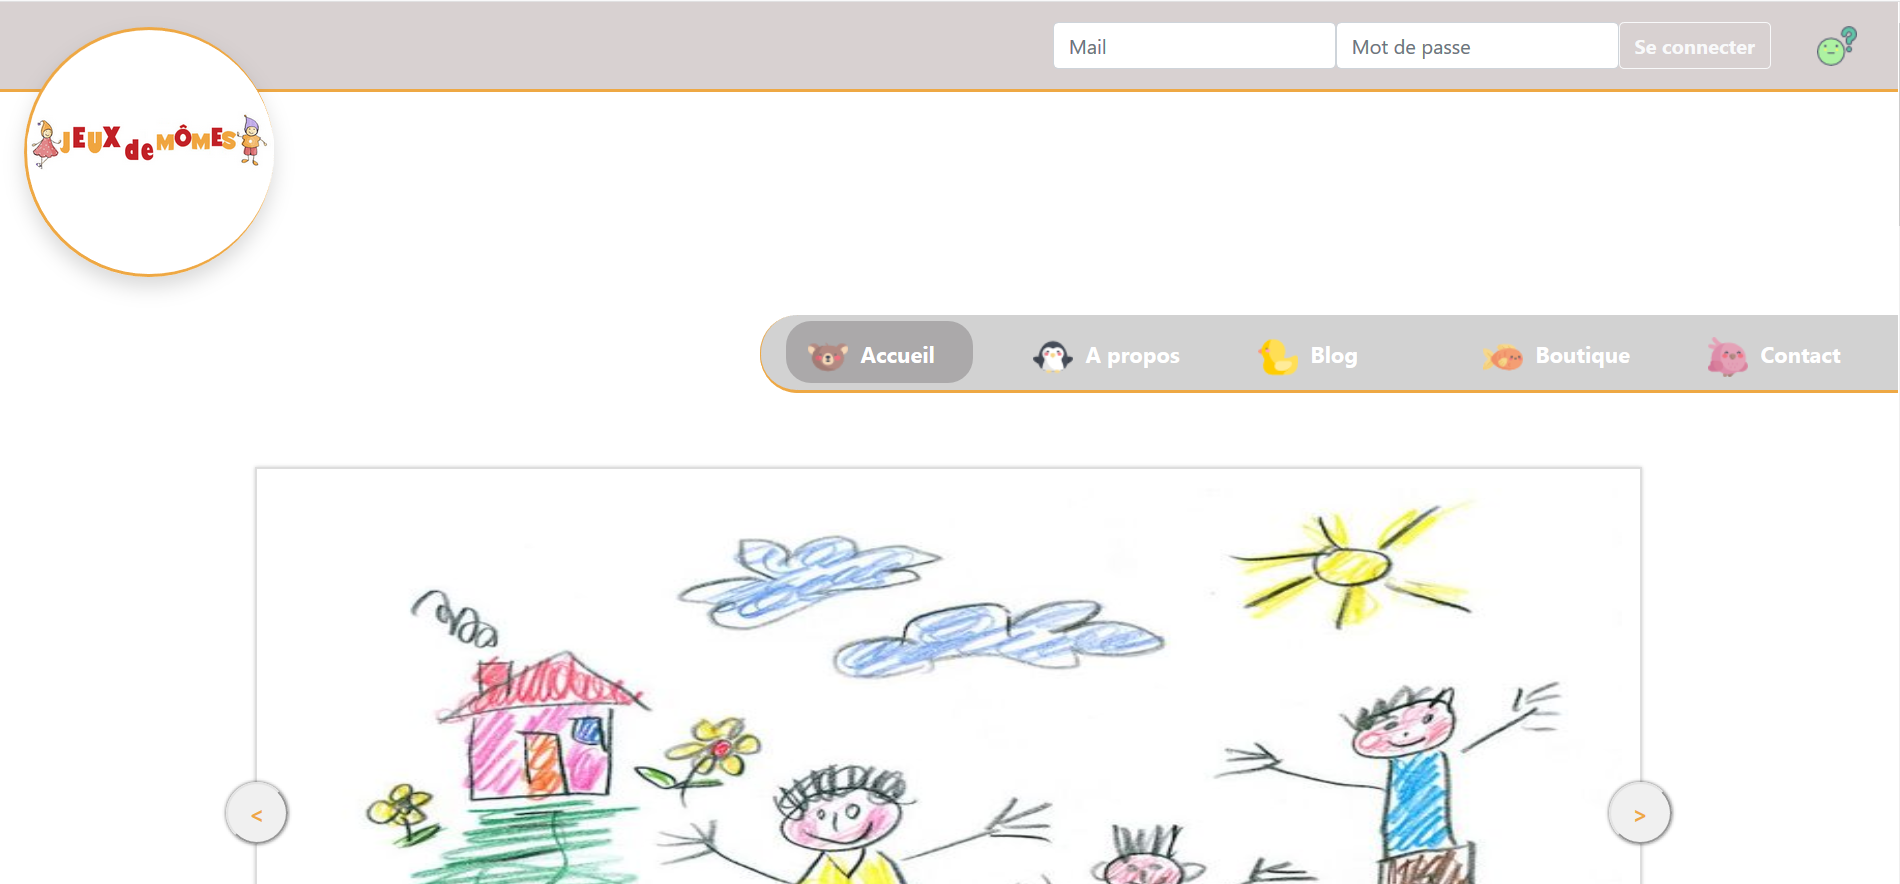 Mail
Mot de passe
Se connecter
?
JEUX de MÔMES
Accueil
A propos
Blog
Boutique
Contact
<
>